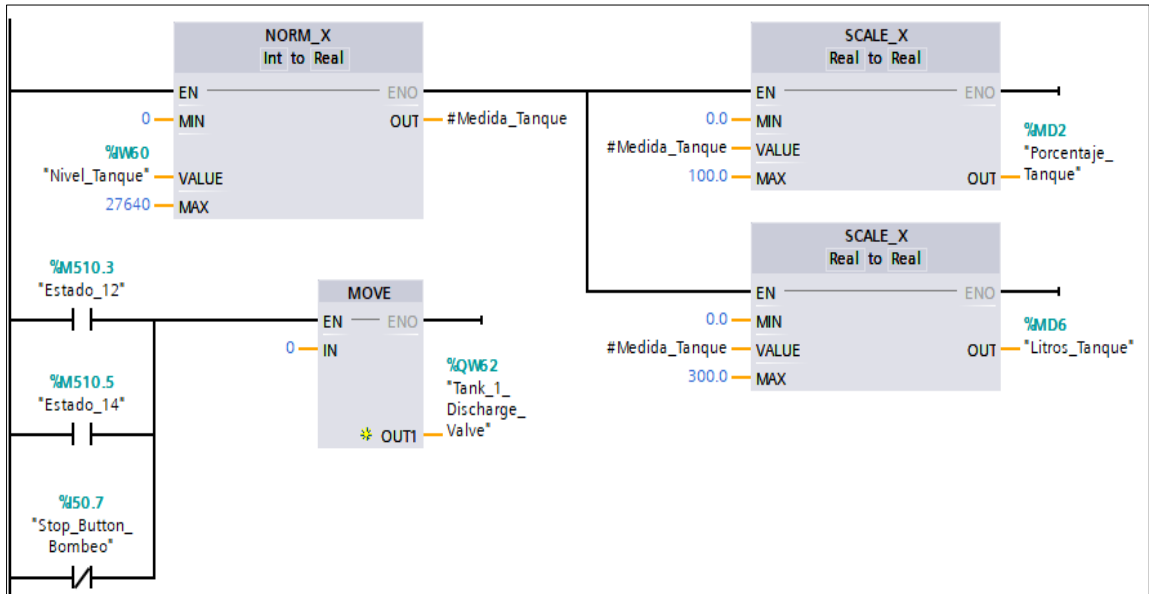 NORM_X
Int to Real
EN
ENO
0
MIN
OUT
#Medida_Tanque
%IW60
"Nivel_Tanque"
VALUE
27640
MAX
SCALE_X
Real to Real
EN
ENO
0.0
MIN
#Medida_Tanque
VALUE
100.0
MAX
OUT
%MD2
"Porcentaje_
Tanque"
SCALE_X
Real to Real
EN
ENO
0.0
MIN
#Medida_Tanque
VALUE
300.0
MAX
OUT
%MD6
"Litros_Tanque"
%M510.3
"Estado_12"
MOVE
EN
ENO
0
IN
OUT1
%QW62
"Tank_1_
Discharge_
Valve"
%M510.5
"Estado_14"
%I50.7
"Stop_Button_
Bombeo"